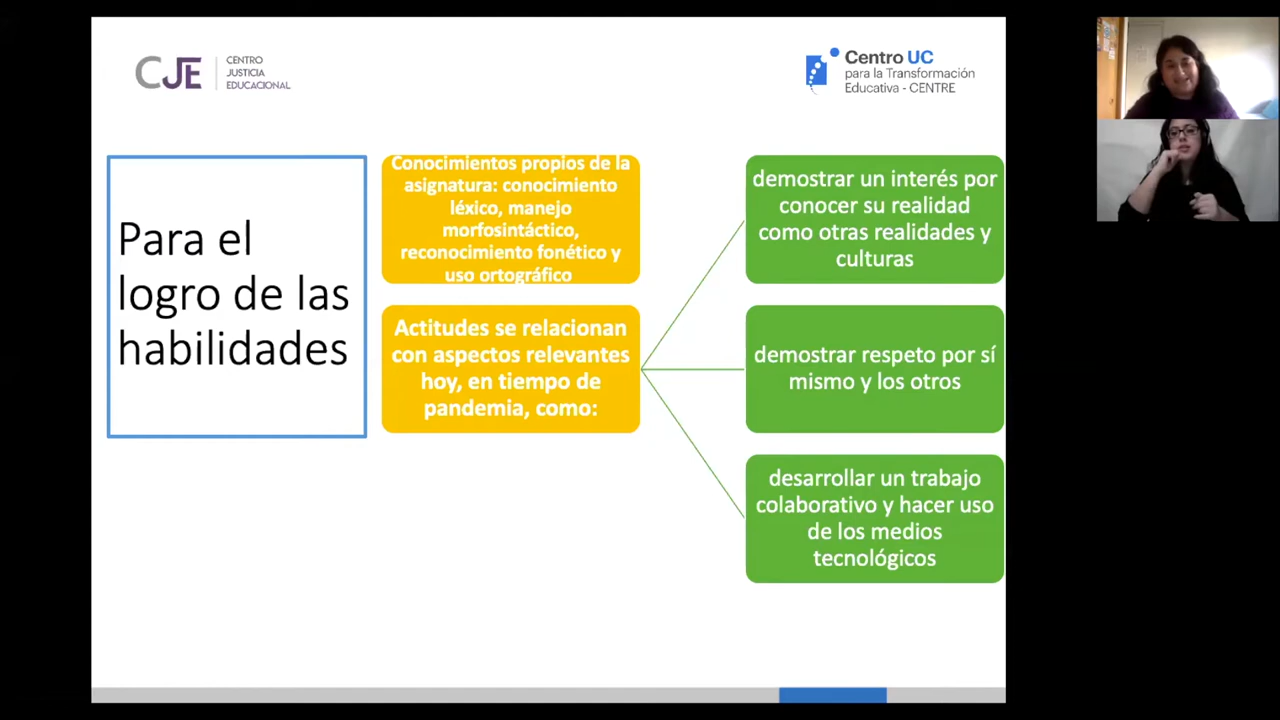 CJE
CENTRO
JUSTICIA
EDUCACIONAL
Centro UC
para la Transformación
Educativa - CENTRE
Para el
logro de las
habilidades
Conocimientos propios de la
asignatura: conocimiento
léxico, manejo
morfosintáctico,
reconocimiento fonético y
uso ortográfico
Actitudes se relacionan
con aspectos relevantes
hoy, en tiempo de
pandemia, como:
demostrar un interés por
conocer su realidad
como otras realidades y
culturas
demostrar respeto por sí
mismo y los otros
desarrollar un trabajo
colaborativo y hacer uso
de los medios
tecnológicos